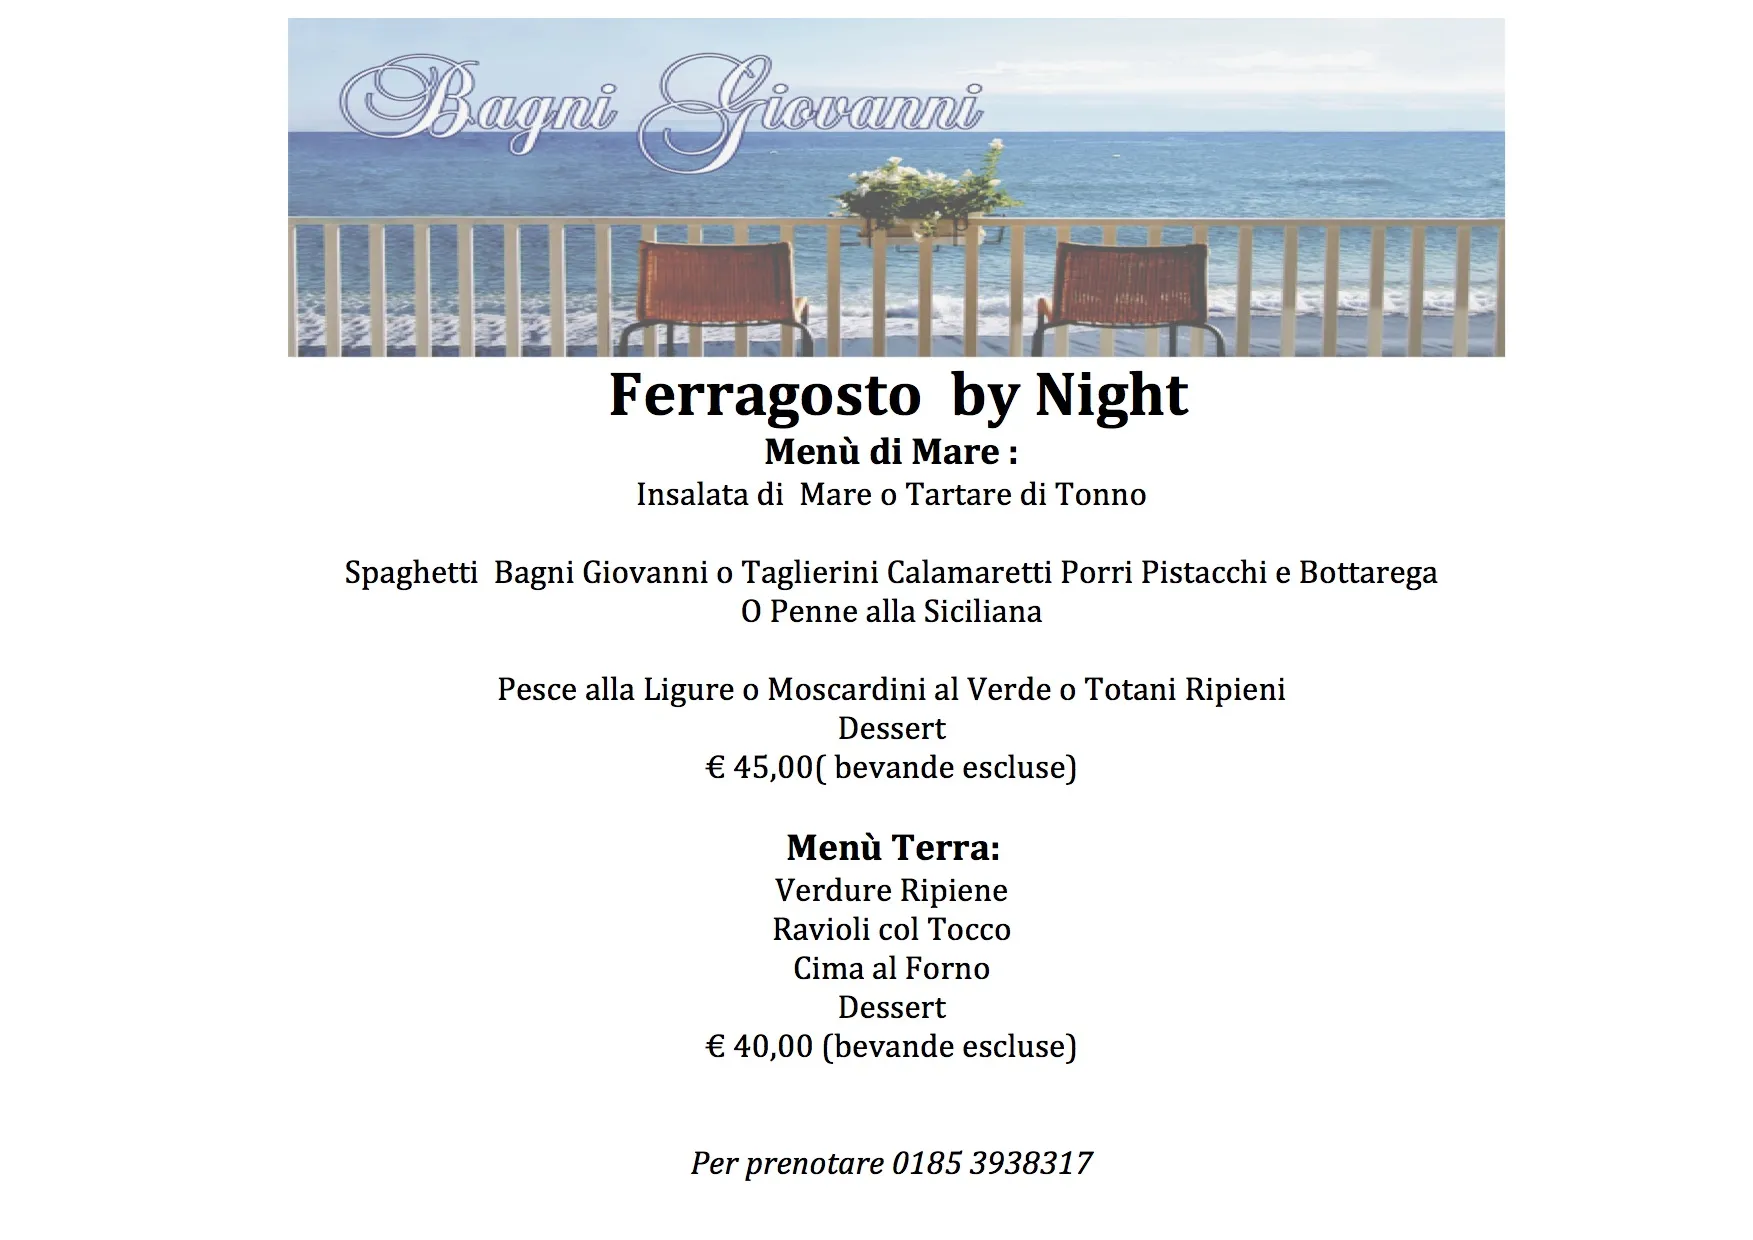 Bagni Giovanni
Ferragosto by Night
Menù di Mare :
Insalata di Mare o Tartare di Tonno
Spaghetti Bagni Giovanni o Taglierini Calamaretti Porri Pistacchi e Bottarega
O Penne alla Siciliana
Pesce alla Ligure o Moscardini al Verde o Totani Ripieni
Dessert
€ 45,00( bevande escluse)
Menù Terra:
Verdure Ripiene
Ravioli col Tocco
Cima al Forno
Dessert
€ 40,00 (bevande escluse)
Per prenotare 0185 3938317